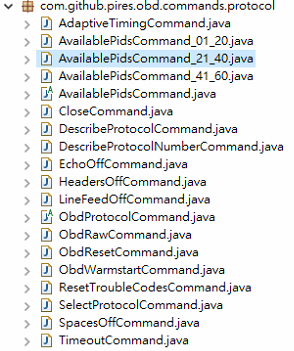 com.github.pires.obd.commands.protocol
AdaptiveTimingCommand.java
AvailablePidsCommand_01_20.java
AvailablePidsCommand_21_40.java
AvailablePidsCommand_41_60.java
AvailablePidsCommand.java
CloseCommand.java
DescribeProtocolCommand.java
DescribeProtocolNumberCommand.java
EchoOffCommand.java
HeadersOffCommand.java
LineFeedOffCommand.java
ObdProtocolCommand.java
ObdRawCommand.java
ObdResetCommand.java
ObdWarmstartCommand.java
ResetTroubleCodesCommand.java
SelectProtocolCommand.java
SpacesOffCommand.java
TimeoutCommand.java